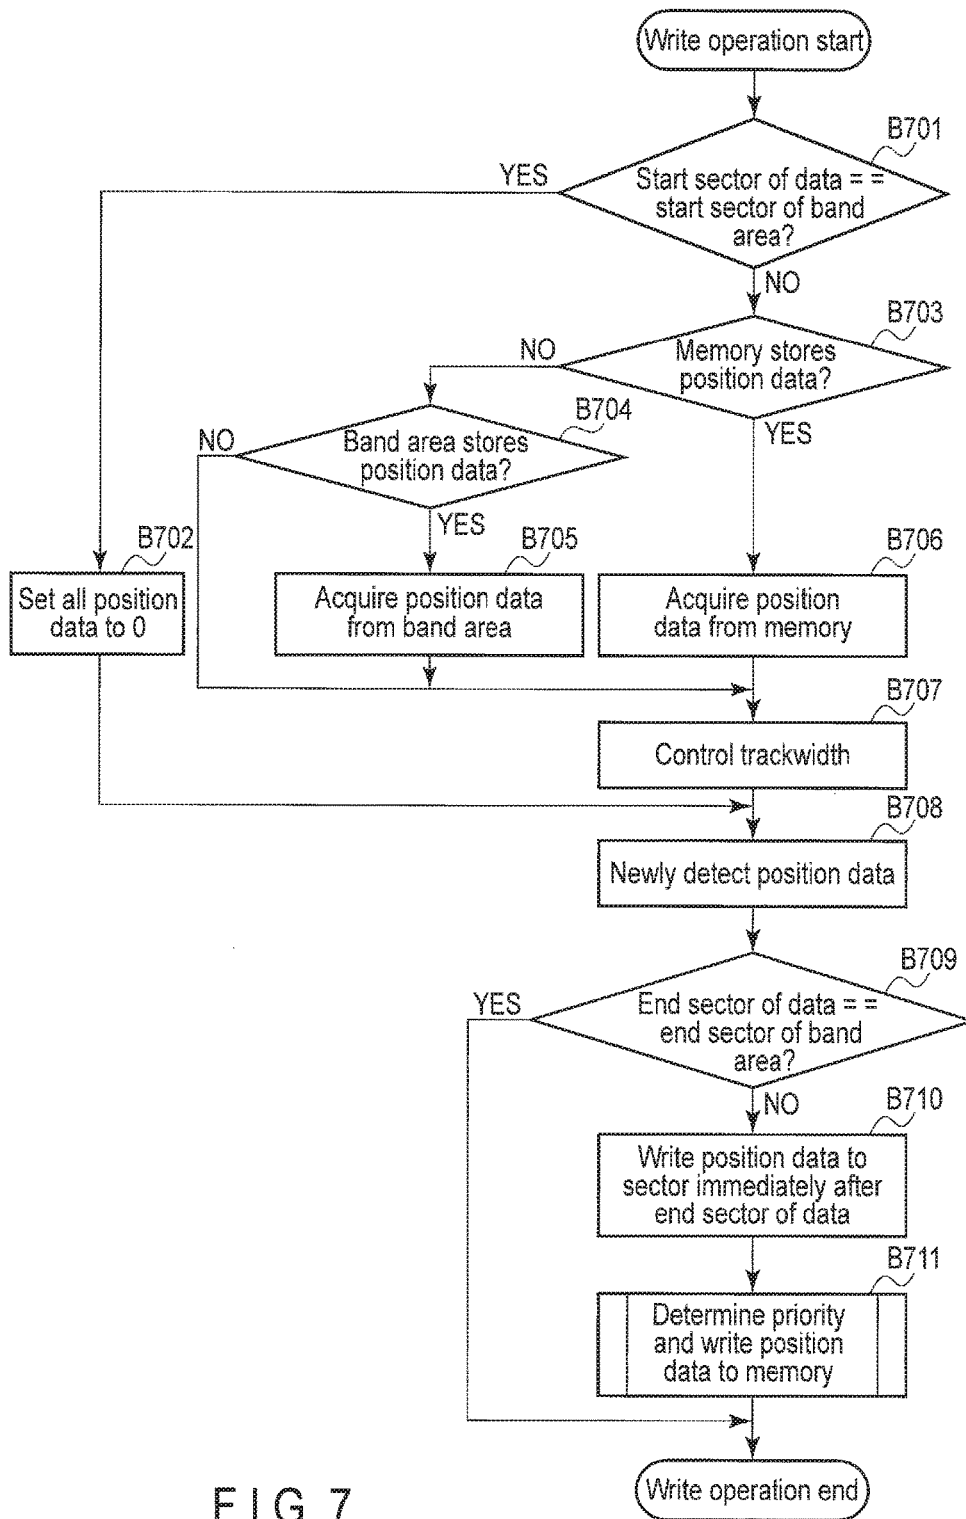 Write operation start
B701
YES
Start sector of data = =
start sector of band
area?
NO
B703
NO
Memory stores
position data?
B704
YES
NO
Band area stores
position data?
YES
B702
B705
B706
Set all position
data to 0
Acquire position data
from band area
Acquire position
data from memory
B707
Control trackwidth
B708
Newly detect position data
B709
YES
End sector of data = =
end sector of band
area?
NO
B710
Write position data to
sector immediately after
end sector of data
B711
Determine priority
and write position
data to memory
Write operation end
FIG. 7